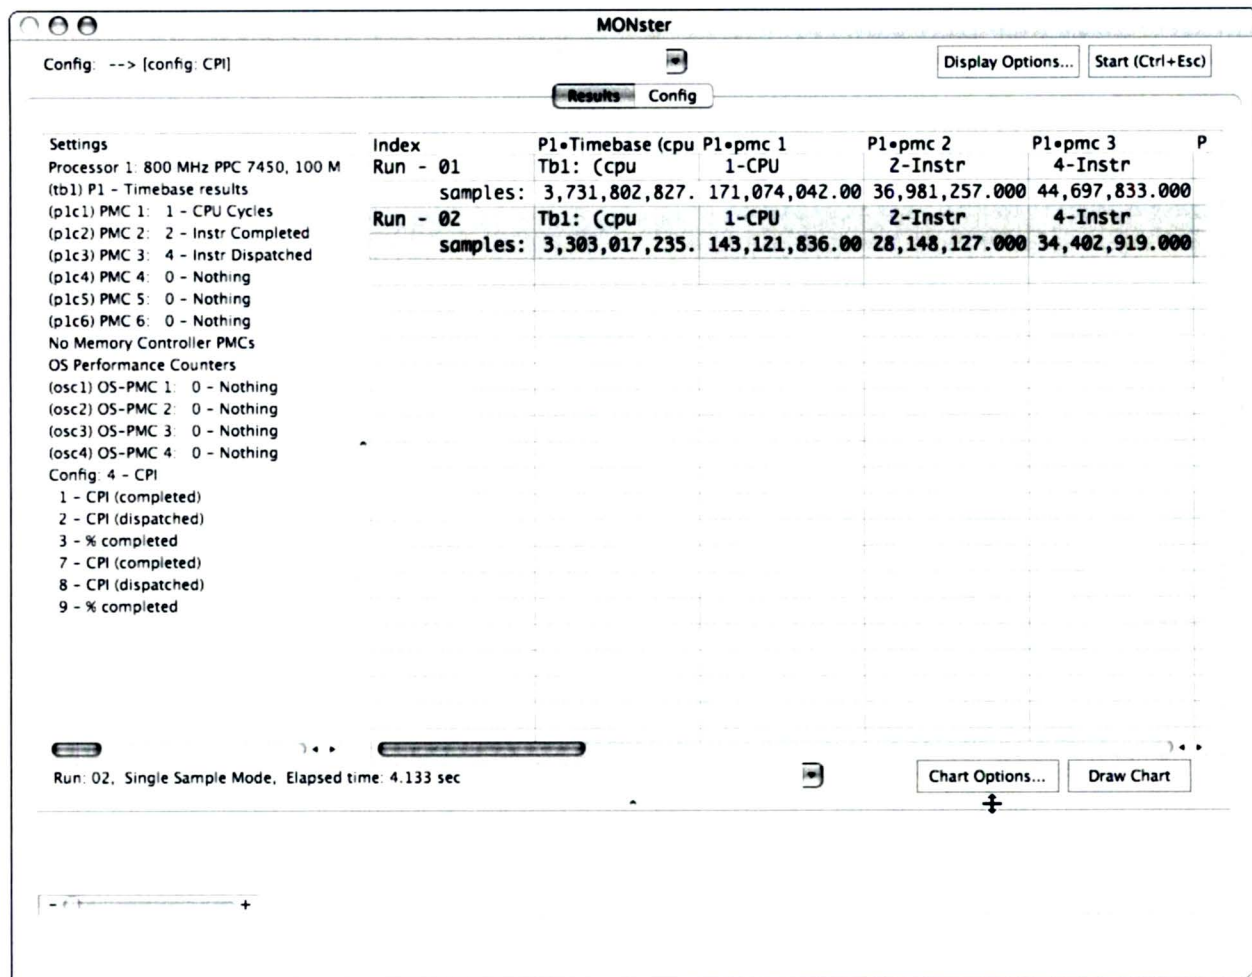 MONster
Config: --> [config: CPI]
Display Options...
Start (Ctrl+Esc)
Results Config
Settings
Processor 1: 800 MHz PPC 7450, 100 M
(tb1) P1 - Timebase results
(p1c1) PMC 1: 1 - CPU Cycles
(p1c2) PMC 2: 2 - Instr Completed
(p1c3) PMC 3: 4 - Instr Dispatched
(p1c4) PMC 4: 0 - Nothing
(p1c5) PMC 5: 0 - Nothing
(p1c6) PMC 6: 0 - Nothing
No Memory Controller PMCs
OS Performance Counters
(osc1) OS-PMC 1: 0 - Nothing
(osc2) OS-PMC 2: 0 - Nothing
(osc3) OS-PMC 3: 0 - Nothing
(osc4) OS-PMC 4: 0 - Nothing
Config: 4 - CPI
1 - CPI (completed)
2 - CPI (dispatched)
3 - % completed
7 - CPI (completed)
8 - CPI (dispatched)
9 - % completed
Index P1•Timebase (cpu P1•pmc 1 P1•pmc 2 P1•pmc 3 P
Run - 01 Tb1: (cpu 1-CPU 2-Instr 4-Instr
samples: 3,731,802,827. 171,074,042.00 36,981,257.000 44,697,833.000
Run - 02 Tb1: (cpu 1-CPU 2-Instr 4-Instr
samples: 3,303,017,235. 143,121,836.00 28,148,127.000 34,402,919.000
Run: 02, Single Sample Mode, Elapsed time: 4.133 sec
Chart Options...
Draw Chart
- +